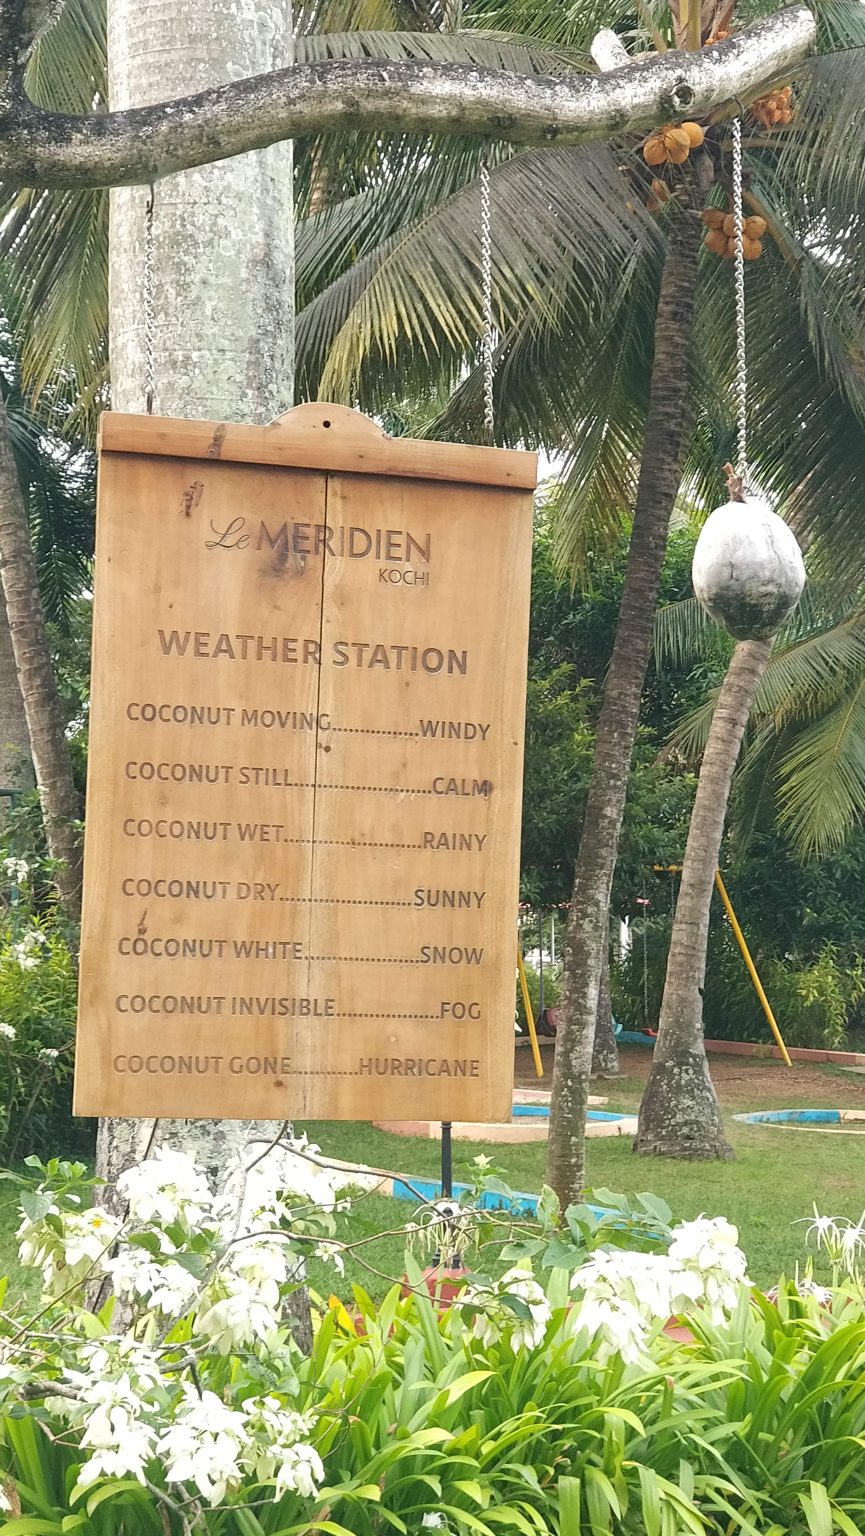 Le MERIDIEN
KOCHI
WEATHER STATION
COCONUT MOVING...............WINDY
COCONUT STILL........................CALM
COCONUT WET........................RAINY
COCONUT DRY.......................SUNNY
COCONUT WHITE....................SNOW
COCONUT INVISIBLE..................FOG
COCONUT GONE...........HURRICANE